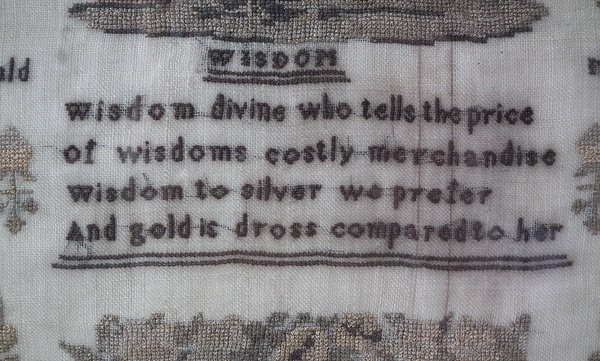 WISDOM
wisdom divine who tells the price
of wisdoms costly merchandise
wisdom to silver we prefer
And gold is dross compared to her